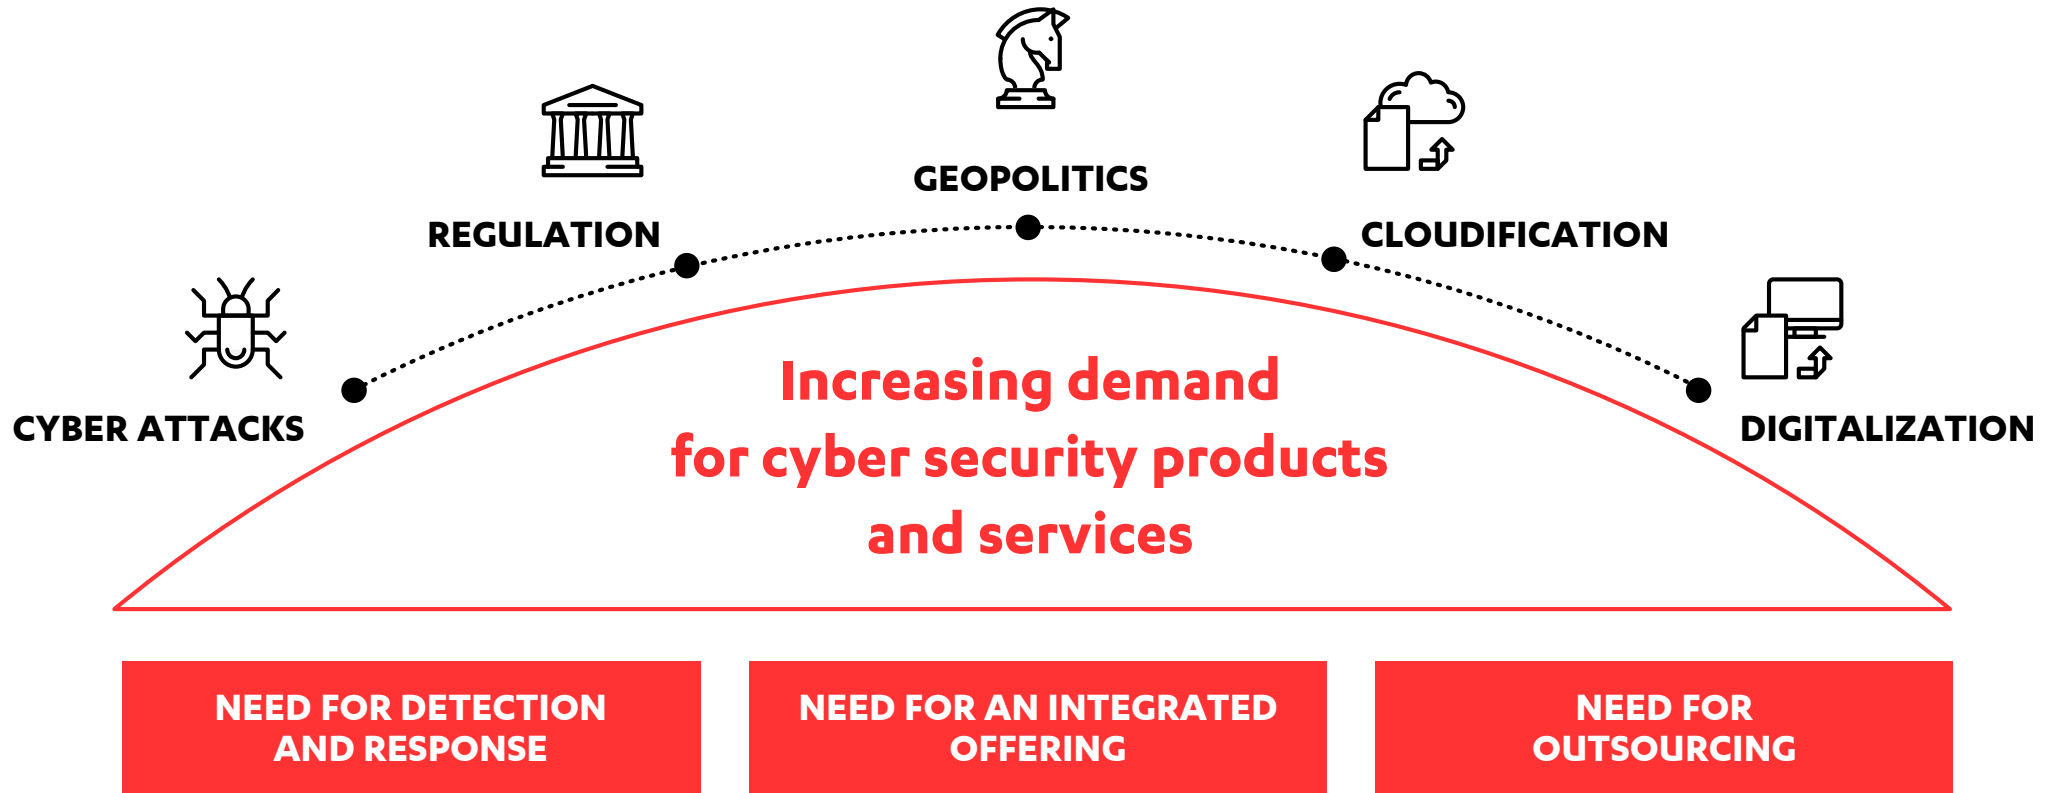 GEOPOLITICS
REGULATION
CLOUDIFICATION
CYBER ATTACKS
DIGITALIZATION
Increasing demand
for cyber security products
and services
NEED FOR DETECTION
AND RESPONSE
NEED FOR AN INTEGRATED
OFFERING
NEED FOR
OUTSOURCING